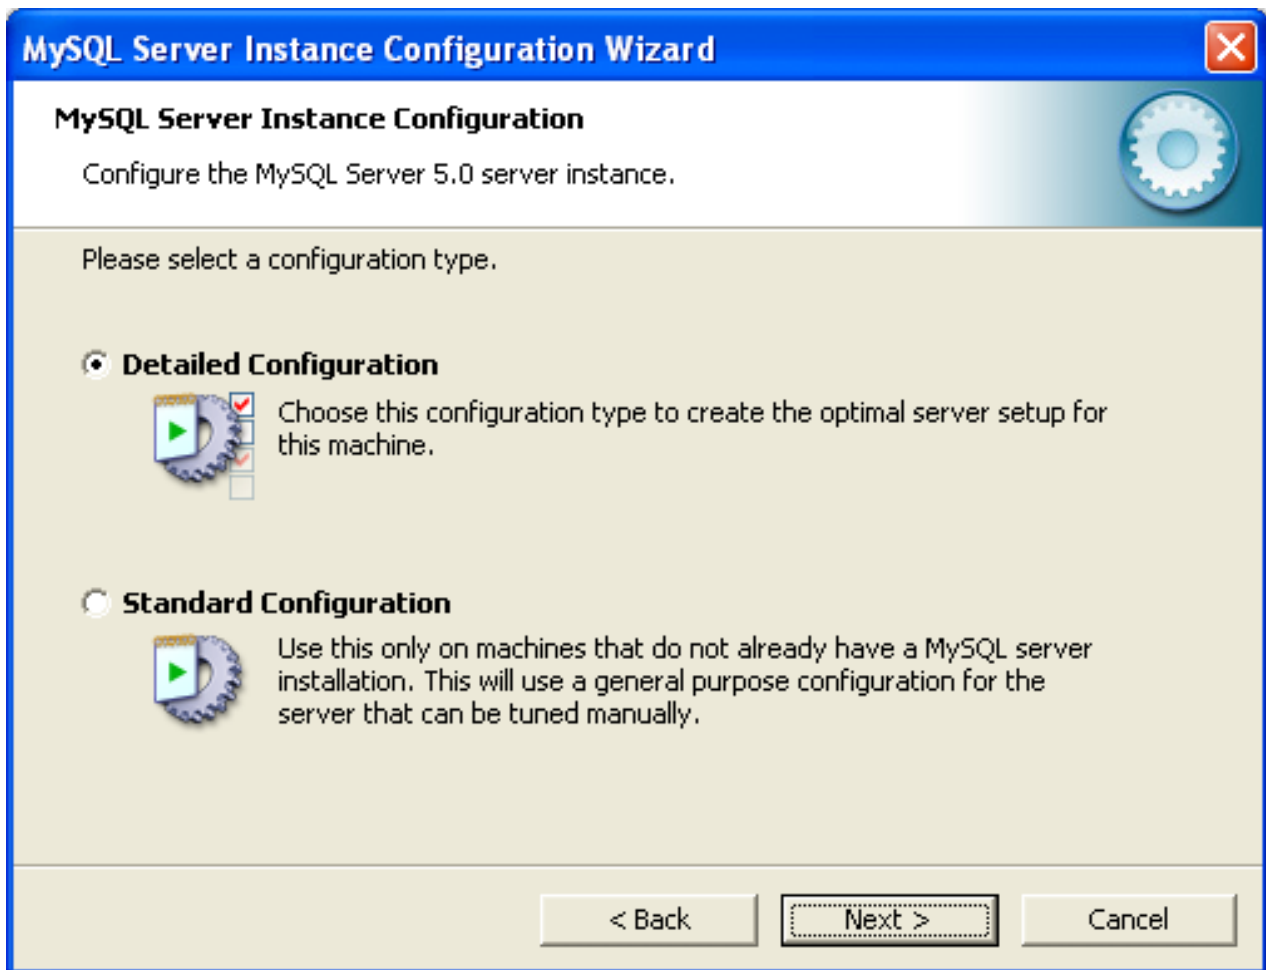 MySQL Server Instance Configuration Wizard
MySQL Server Instance Configuration
Configure the MySQL Server 5.0 server instance.
Please select a configuration type.
Detailed Configuration
Choose this configuration type to create the optimal server setup for
this machine.
Standard Configuration
Use this only on machines that do not already have a MySQL server
installation. This will use a general purpose configuration for the
server that can be tuned manually.
< Back
Next >
Cancel